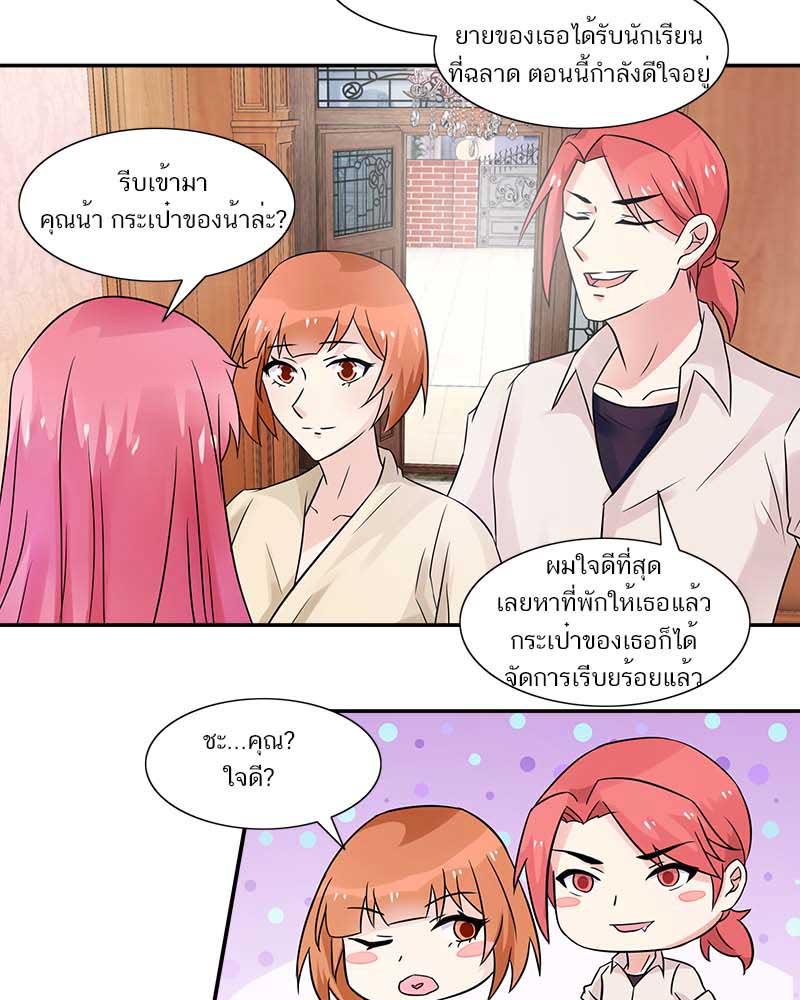 ยายของเธอได้รับนักเรียน
ที่ฉลาด ตอนนี้กำลังดีใจอยู่
รีบเข้ามา
คุณน้า กระเป๋าของน้าล่ะ?
ผมใจดีที่สุด
เลยหาที่พักให้เธอแล้ว
กระเป๋าของเธอก็ได้
จัดการเรีบยร้อยแล้ว
ชะ...คุณ?
ใจดี?